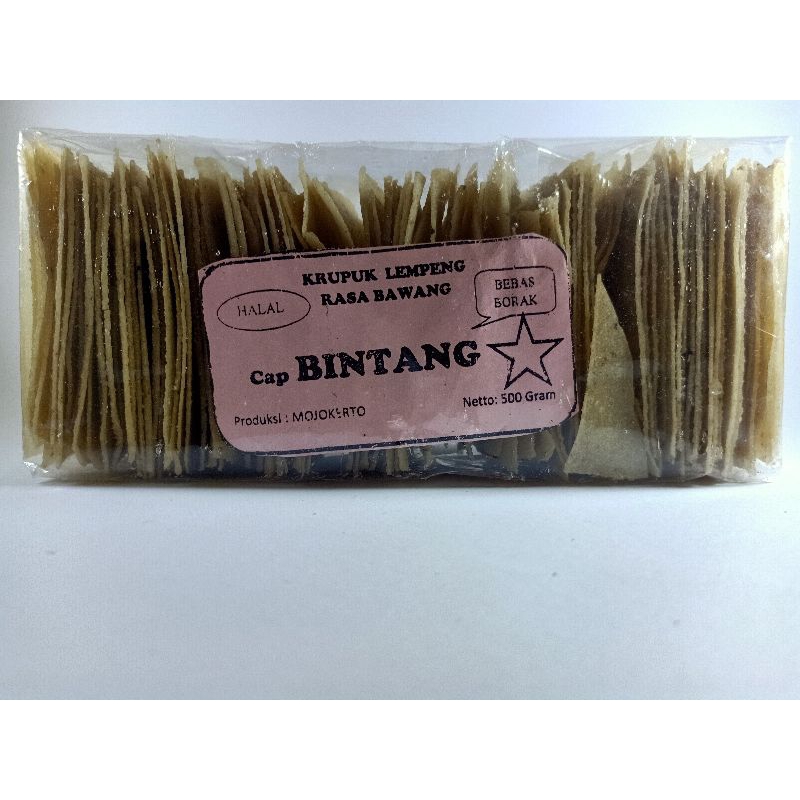 KRUPUK LEMPENG
RASA BAWANG
HALAL
BEBAS
BORAK
Cap BINTANG
Produksi : MOJOKERTO
Netto: 500 Gram